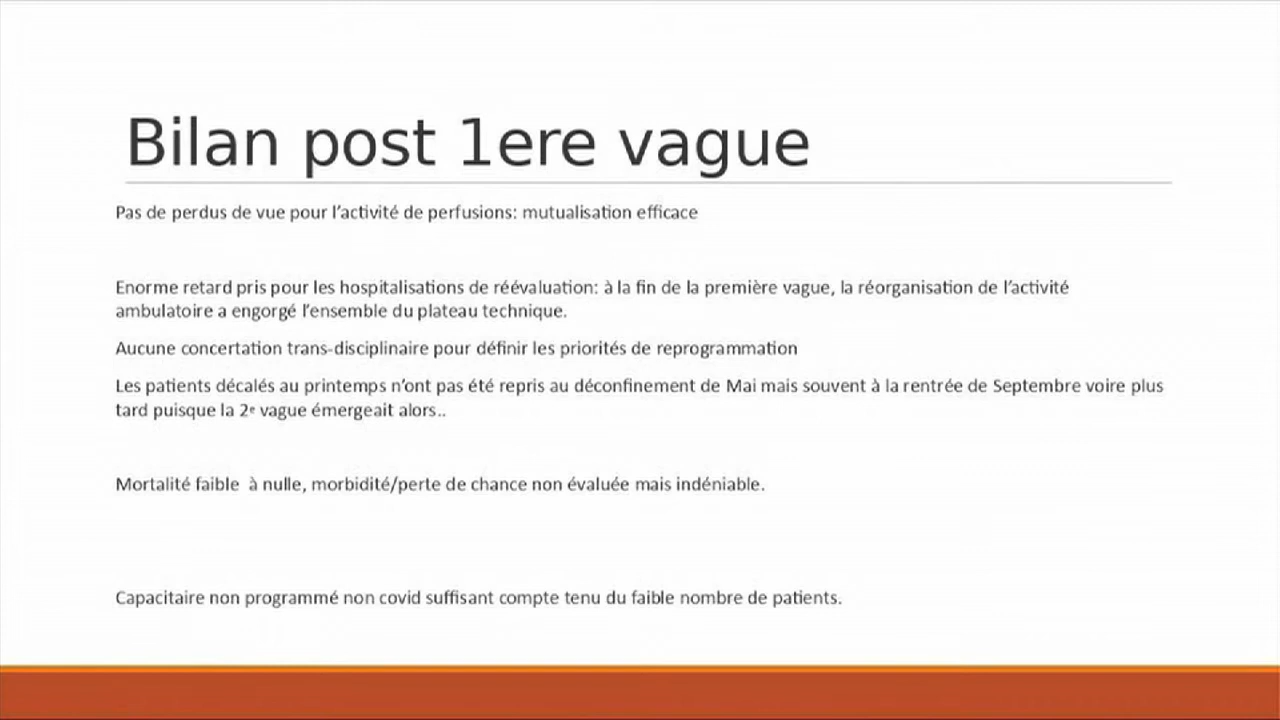 Bilan post 1ere vague
Pas de perdus de vue pour l’activité de perfusions: mutualisation efficace
Enorme retard pris pour les hospitalisations de réévaluation: à la fin de la première vague, la réorganisation de l’activité
ambulatoire a engorgé l’ensemble du plateau technique.
Aucune concertation trans-disciplinaire pour définir les priorités de reprogrammation
Les patients décalés au printemps n’ont pas été repris au déconfinement de Mai mais souvent à la rentrée de Septembre voire plus
tard puisque la 2ᵉ vague émergeait alors..
Mortalité faible  à nulle, morbidité/perte de chance non évaluée mais indéniable.
Capacitaire non programmé non covid suffisant compte tenu du faible nombre de patients.